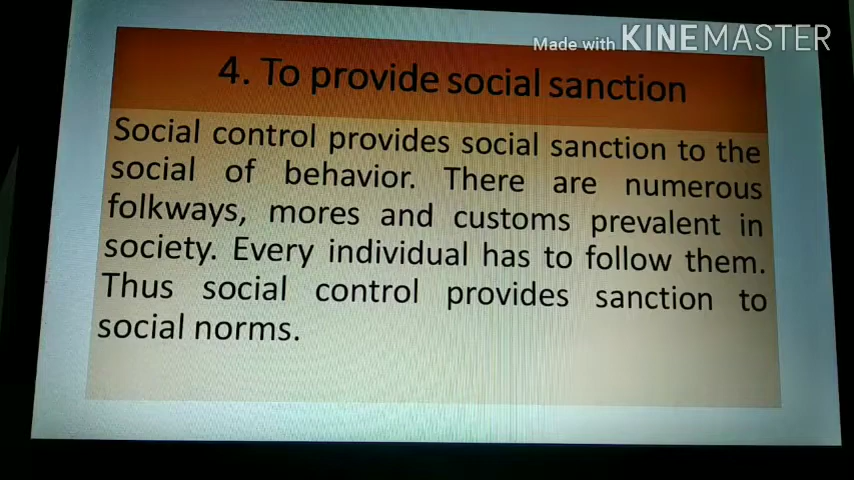 Made with KINEMASTER
4. To provide social sanction
Social control provides social sanction to the
social of behavior. There are numerous
folkways, mores and customs prevalent in
society. Every individual has to follow them.
Thus social control provides sanction to
social norms.